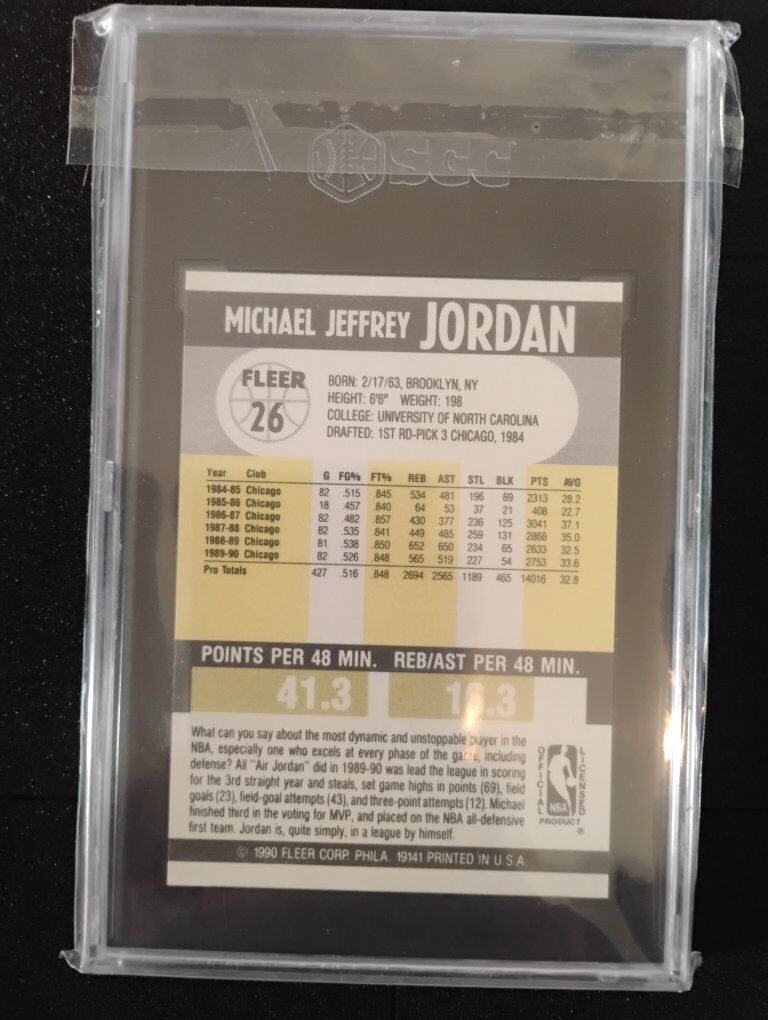 SGC
MICHAEL JEFFREY JORDAN
FLEER
26
BORN: 2/17/63, BROOKLYN, NY
HEIGHT: 6'6" WEIGHT: 198
COLLEGE: UNIVERSITY OF NORTH CAROLINA
DRAFTED: 1ST RD-PICK 3 CHICAGO, 1984
Year Club G FG% FT% REB AST STL BLK PTS AVG
1984-85 Chicago 82 .515 .845 534 481 196 69 2313 28.2
1985-86 Chicago 18 .457 .840 64 53 37 21 408 22.7
1986-87 Chicago 82 .482 .857 430 377 236 125 3041 37.1
1987-88 Chicago 82 .535 .841 449 485 259 131 2868 35.0
1988-89 Chicago 81 .538 .850 652 650 234 65 2633 32.5
1989-90 Chicago 82 .526 .848 565 519 227 54 2753 33.6
Pro Totals 427 .516 .848 2694 2565 1189 465 14016 32.8
POINTS PER 48 MIN. REB/AST PER 48 MIN.
41.3
What can you say about the most dynamic and unstoppable player in the
NBA, especially one who excels at every phase of the game, including
defense? All "Air Jordan" did in 1989-90 was lead the league in scoring
for the 3rd straight year and steals, set game highs in points (69), field
goals (23), field-goal attempts (43), and three-point attempts (12). Michael
finished third in the voting for MVP, and placed on the NBA all-defensive
first team. Jordan is, quite simply, in a league by himself.
OFFICIAL
NBA
LICENSED
PRODUCT
®
© 1990 FLEER CORP. PHILA. 19141 PRINTED IN U.S.A.